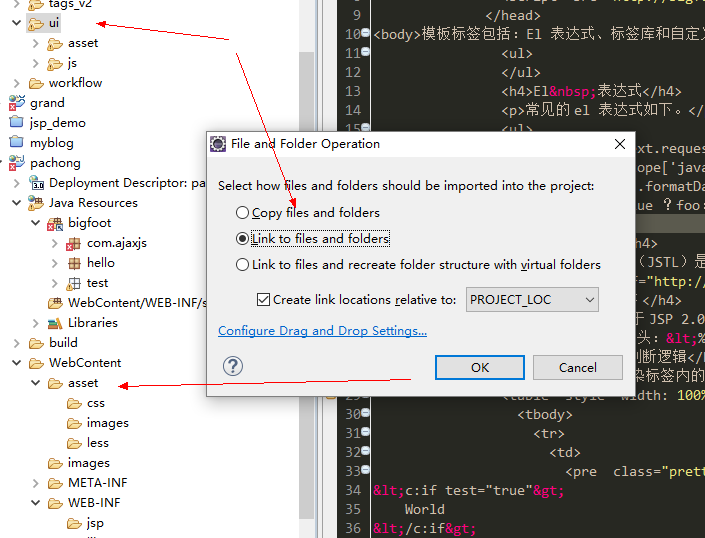 tags_v2
ui
asset
js
workflow
grand
jsp_demo
myblog
pachong
Deployment Descriptor: pa
Java Resources
bigfoot
com.ajaxjs
hello
test
WebContent/WEB-INF/s
Libraries
build
WebContent
asset
css
images
less
images
META-INF
WEB-INF
jsp
File and Folder Operation
Select how files and folders should be imported into the project:
Copy files and folders
Link to files and folders
Link to files and recreate folder structure with virtual folders
Create link locations relative to: PROJECT_LOC
Configure Drag and Drop Settings...
OK Cancel
9 </head>
10 <body>模板标签包括：El 表达式、标签库和自定义
11 <ul>
12 </ul>
13 <h4>El&nbsp;表达式</h4>
14 <p>常见的 el 表达式如下。</
15 <ul>
xt.reques
ope['java
.formatDa
ue ？foo:
h4>
（JSTL）是
="http://
</h4>
于 JSP 2.0
头：&lt;%
判断逻辑</h
染标签内的
29 <table style="width: 100%
30 <tbody>
31 <tr>
32 <td>
33 <pre class="prett
34 &lt;c:if test="true"&gt;
35 World
36 &lt;/c:if&gt;